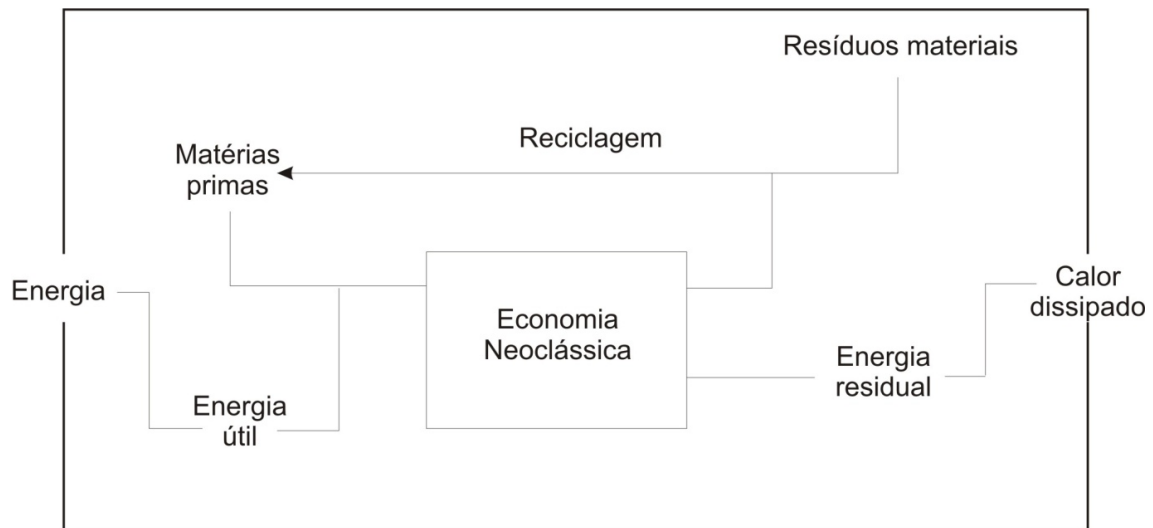 Resíduos materiais
Reciclagem
Matérias
primas
Energia
Economia
Neoclássica
Calor
dissipado
Energia
residual
Energia
útil